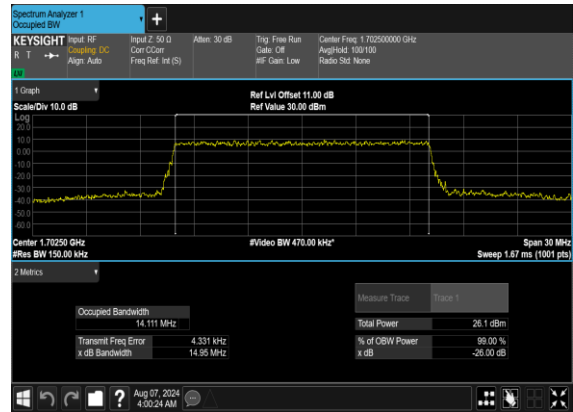 Spectrum Analyzer 1
Occupied BW
+
KEYSIGHT Input: RF Input Z: 50 Ω Atten: 30 dB Trig: Free Run Center Freq: 1.702500000 GHz
R T Coupling: DC Corr CCorr Gate: Off Avg|Hold: 100/100
Align: Auto Freq Ref: Int (S) #IF Gain: Low Radio Std: None
LW
1 Graph
Ref Lvl Offset 11.00 dB
Scale/Div 10.0 dB Ref Value 30.00 dBm
Log
20.0
10.0
0.00
-10.0
-20.0
-30.0
-40.0
-50.0
-60.0
Center 1.70250 GHz #Video BW 470.00 kHz* Span 30 MHz
#Res BW 150.00 kHz Sweep 1.67 ms (1001 pts)
2 Metrics
Measure Trace Trace 1
Occupied Bandwidth
14.111 MHz Total Power 26.1 dBm
Transmit Freq Error 4.331 kHz % of OBW Power 99.00 %
x dB Bandwidth 14.95 MHz x dB -26.00 dB
? Aug 07, 2024
4:00:24 AM